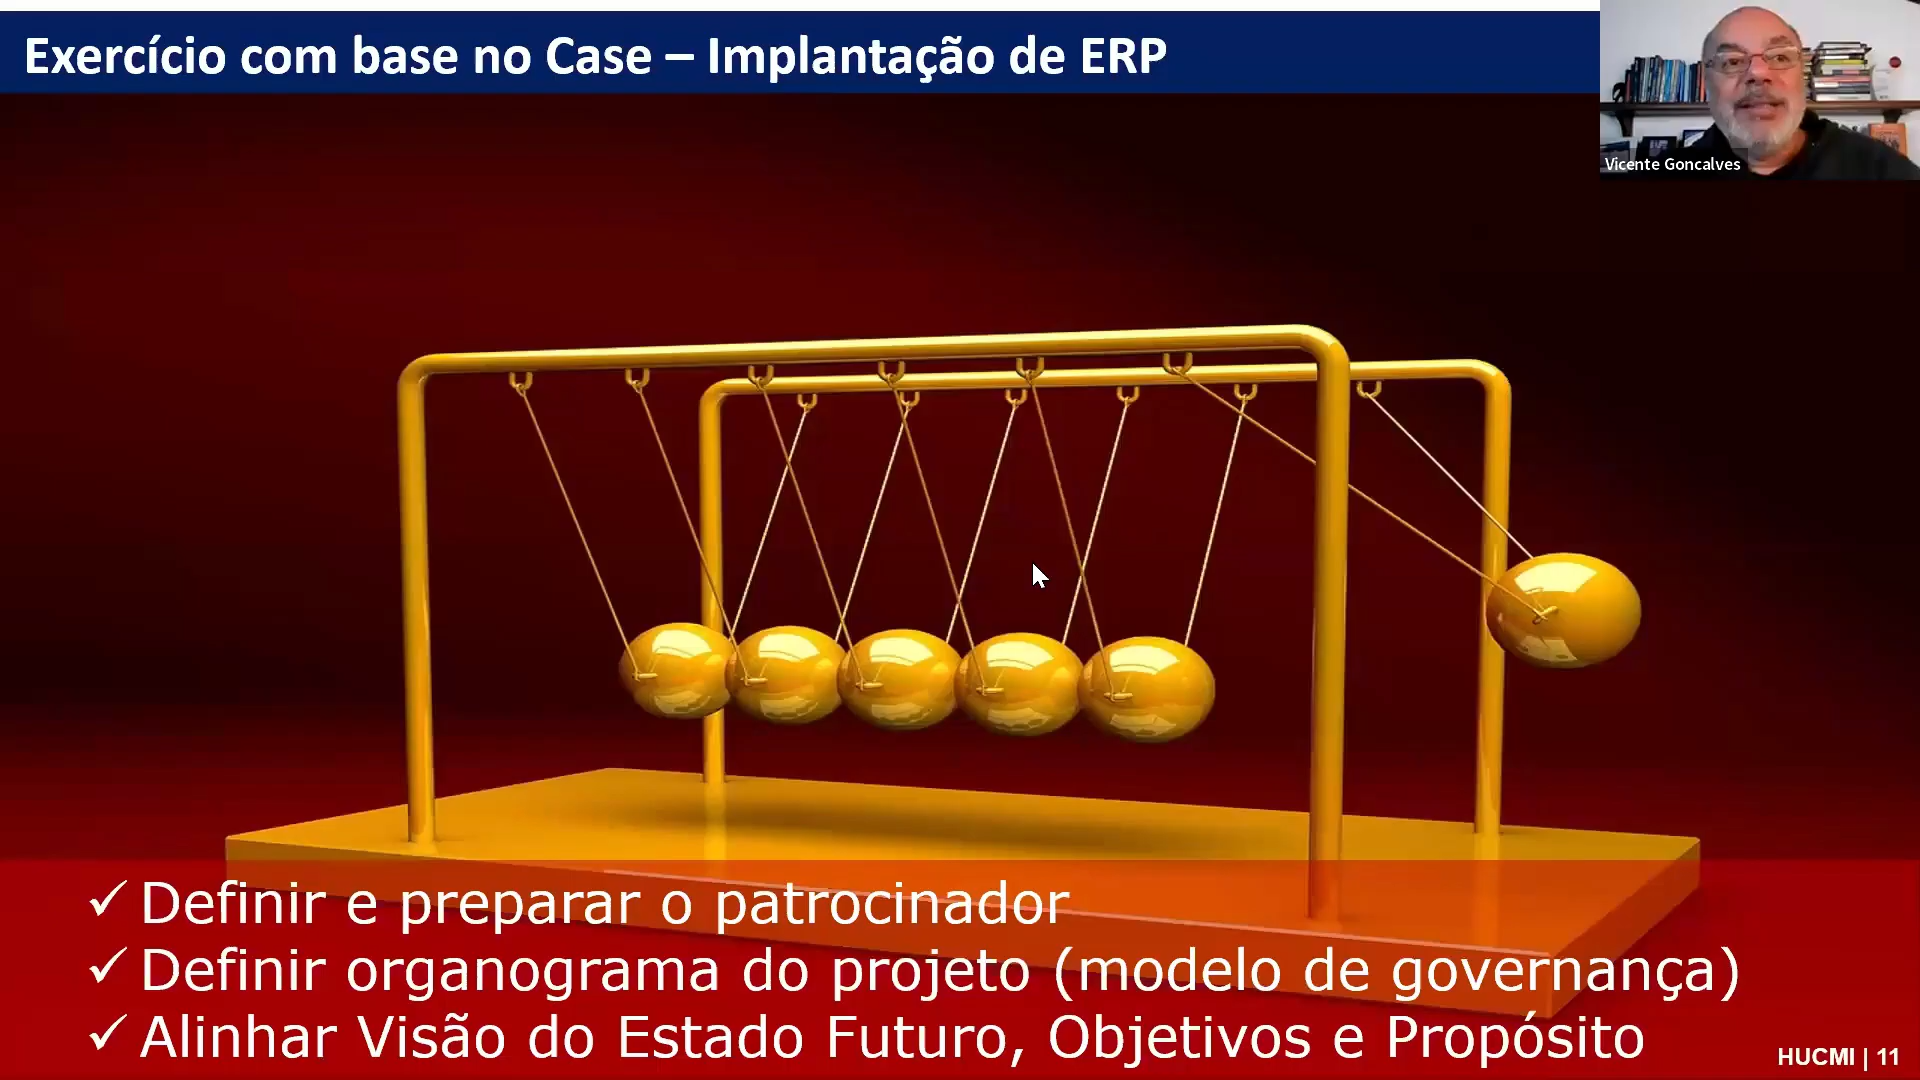 Exercício com base no Case – Implantação de ERP
Vicente Goncalves
✓ Definir e preparar o patrocinador
✓ Definir organograma do projeto (modelo de governança)
✓ Alinhar Visão do Estado Futuro, Objetivos e Propósito
HUCMI | 11